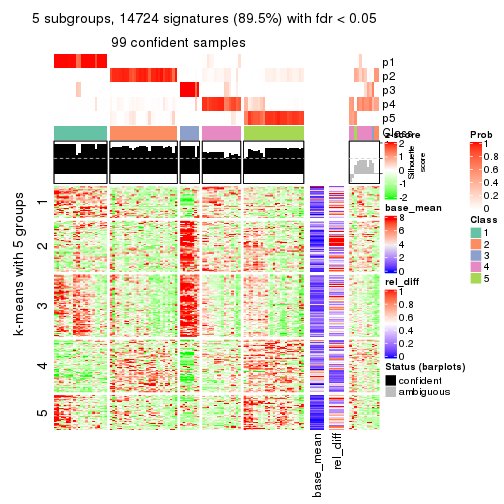 5 subgroups, 14724 signatures (89.5%) with fdr < 0.05
99 confident samples
p1
p2
p3
p4
p5
Class
1
2
3
4
5
k-means with 5 groups
base_mean
rel_diff
z-score
2
1
0
-1
-2
Silhouette
score
base_mean
8
6
4
2
0
rel_diff
1
0.8
0.6
0.4
0.2
0
Status (barplots)
confident
ambiguous
Prob
1
0.8
0.6
0.4
0.2
0
Class
1
2
3
4
5